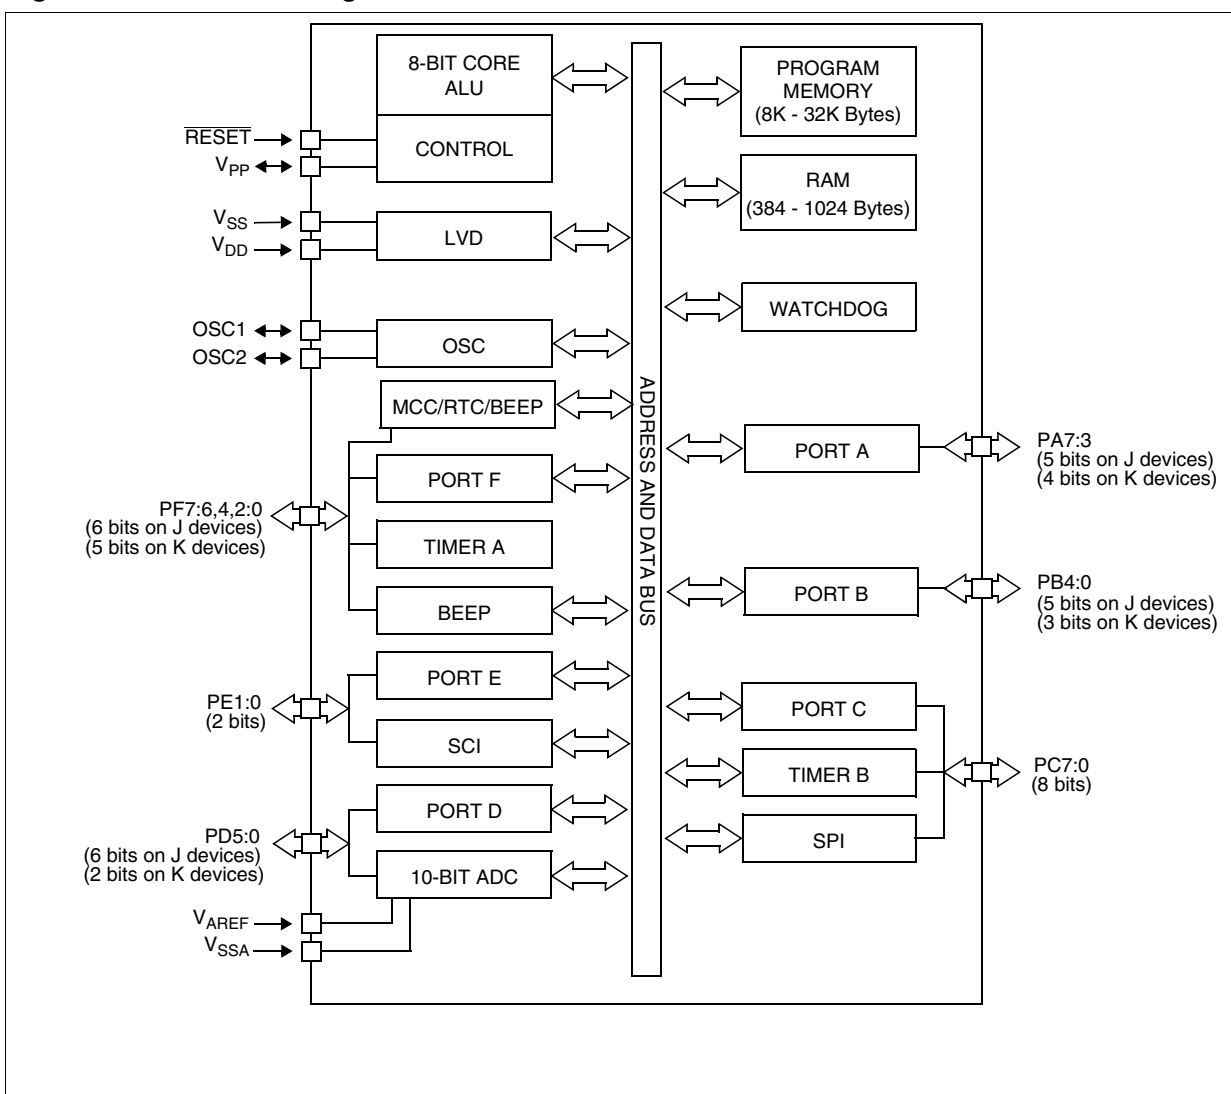 8-BIT CORE
ALU
CONTROL
RESET
VPP
VSS
VDD
LVD
OSC1
OSC2
OSC
MCC/RTC/BEEP
PORT F
PF7:6,4,2:0
(6 bits on J devices)
(5 bits on K devices)
TIMER A
BEEP
PORT E
PE1:0
(2 bits)
SCI
PORT D
PD5:0
(6 bits on J devices)
(2 bits on K devices)
10-BIT ADC
VAREF
VSSA
ADDRESS AND DATA BUS
PROGRAM
MEMORY
(8K - 32K Bytes)
RAM
(384 - 1024 Bytes)
WATCHDOG
PORT A
PA7:3
(5 bits on J devices)
(4 bits on K devices)
PORT B
PB4:0
(5 bits on J devices)
(3 bits on K devices)
PORT C
TIMER B
PC7:0
(8 bits)
SPI